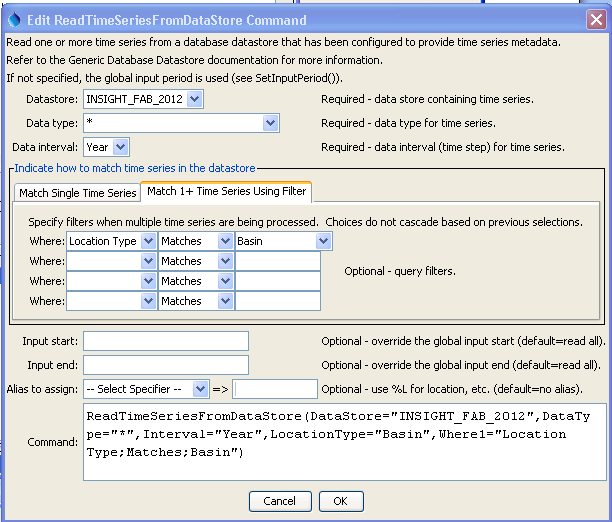 Edit ReadTimeSeriesFromDataStore Command
Read one or more time series from a database datastore that has been configured to provide time series metadata.
Refer to the Generic Database Datastore documentation for more information.
If not specified, the global input period is used (see SetInputPeriod()).
Datastore: INSIGHT_FAB_2012 Required - data store containing time series.
Data type: * Required - data type for time series.
Data interval: Year Required - data interval (time step) for time series.
Indicate how to match time series in the datastore
Match Single Time Series Match 1+ Time Series Using Filter
Specify filters when multiple time series are being processed. Choices do not cascade based on previous selections.
Where: Location Type Matches Basin
Where: Matches
Optional - query filters.
Where: Matches
Where: Matches
Input start: Optional - override the global input start (default=read all).
Input end: Optional - override the global input end (default=read all).
Alias to assign: -- Select Specifier -- => Optional - use %L for location, etc. (default=no alias).
ReadTimeSeriesFromDataStore(DataStore="INSIGHT_FAB_2012",DataTy
pe="*",Interval="Year",LocationType="Basin",Where1="Location
Command: Type;Matches;Basin")
Cancel OK